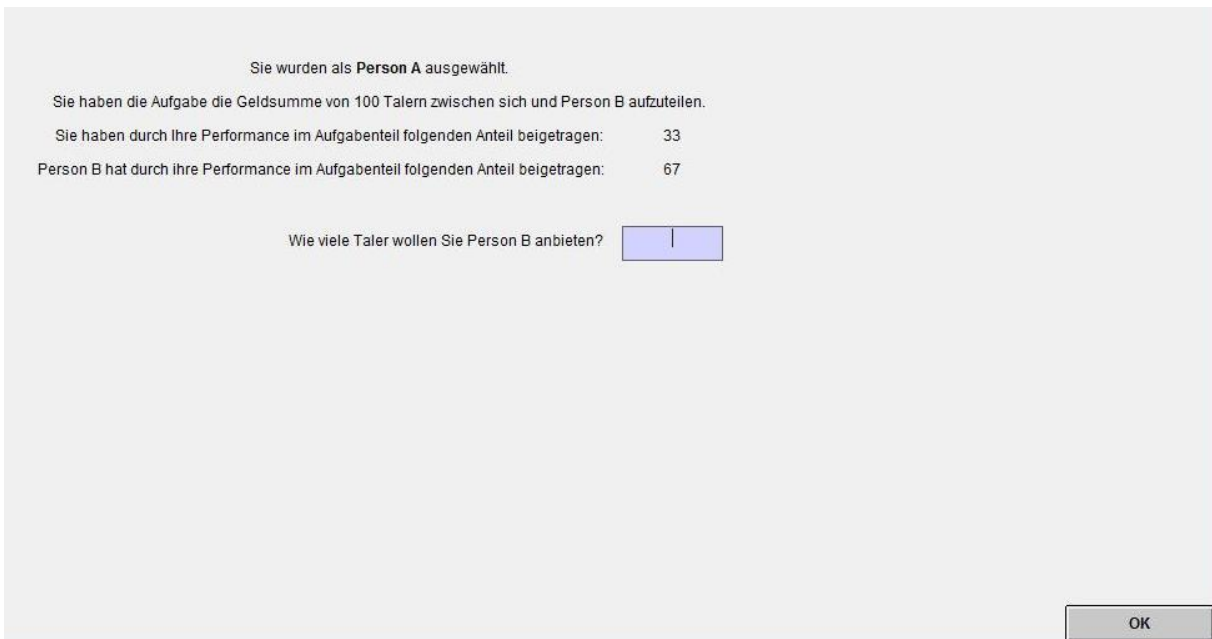 Sie wurden als Person A ausgewählt.
Sie haben die Aufgabe die Geldsumme von 100 Talern zwischen sich und Person B aufzuteilen.
Sie haben durch Ihre Performance im Aufgabenteil folgenden Anteil beigetragen: 33
Person B hat durch ihre Performance im Aufgabenteil folgenden Anteil beigetragen: 67
Wie viele Taler wollen Sie Person B anbieten?
OK